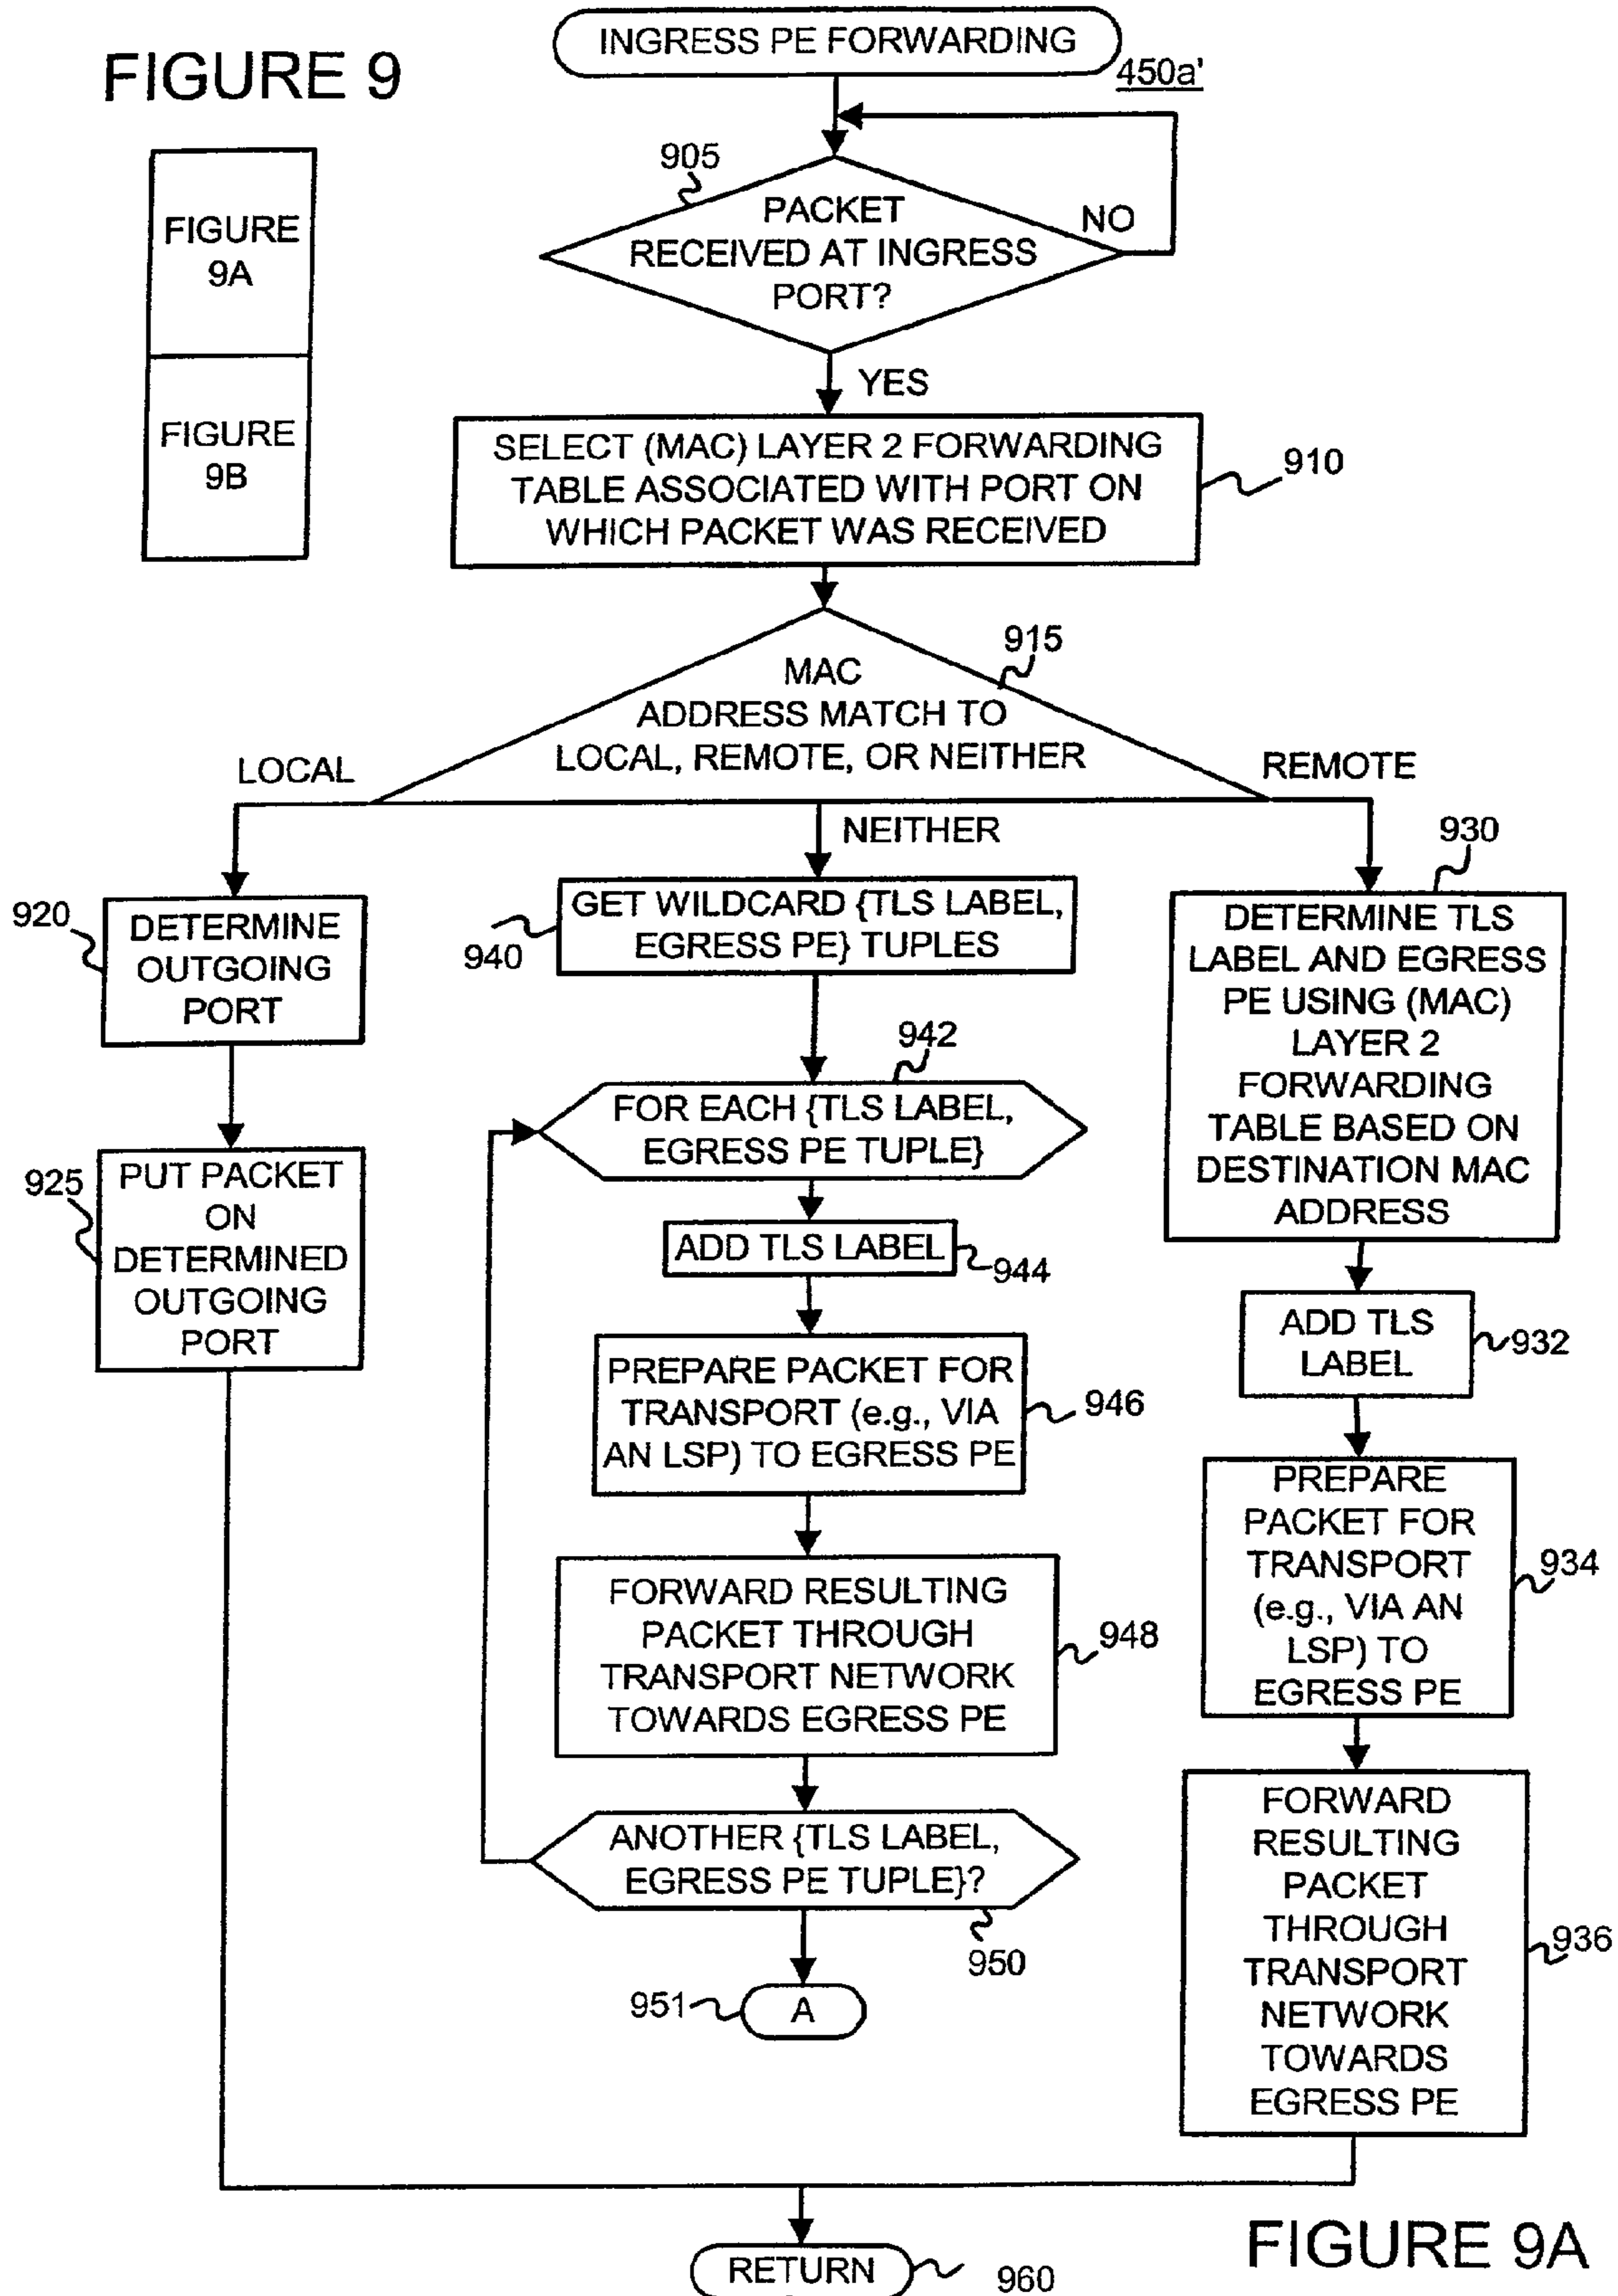 FIGURE 9
INGRESS PE FORWARDING
450a'
FIGURE
9A
FIGURE
9B
905
PACKET
RECEIVED AT INGRESS
PORT?
NO
YES
SELECT (MAC) LAYER 2 FORWARDING
TABLE ASSOCIATED WITH PORT ON
WHICH PACKET WAS RECEIVED
910
915
MAC
ADDRESS MATCH TO
LOCAL, REMOTE, OR NEITHER
LOCAL
NEITHER
REMOTE
920
DETERMINE
OUTGOING
PORT
925
PUT PACKET
ON
DETERMINED
OUTGOING
PORT
940
GET WILDCARD {TLS LABEL,
EGRESS PE} TUPLES
942
FOR EACH {TLS LABEL,
EGRESS PE TUPLE}
ADD TLS LABEL
944
PREPARE PACKET FOR
TRANSPORT (e.g., VIA
AN LSP) TO EGRESS PE
946
FORWARD RESULTING
PACKET THROUGH
TRANSPORT NETWORK
TOWARDS EGRESS PE
948
ANOTHER {TLS LABEL,
EGRESS PE TUPLE}?
950
951
A
930
DETERMINE TLS
LABEL AND EGRESS
PE USING (MAC)
LAYER 2
FORWARDING
TABLE BASED ON
DESTINATION MAC
ADDRESS
ADD TLS
LABEL
932
PREPARE
PACKET FOR
TRANSPORT
(e.g., VIA AN
LSP) TO
EGRESS PE
934
FORWARD
RESULTING
PACKET
THROUGH
TRANSPORT
NETWORK
TOWARDS
EGRESS PE
936
RETURN
960
FIGURE 9A